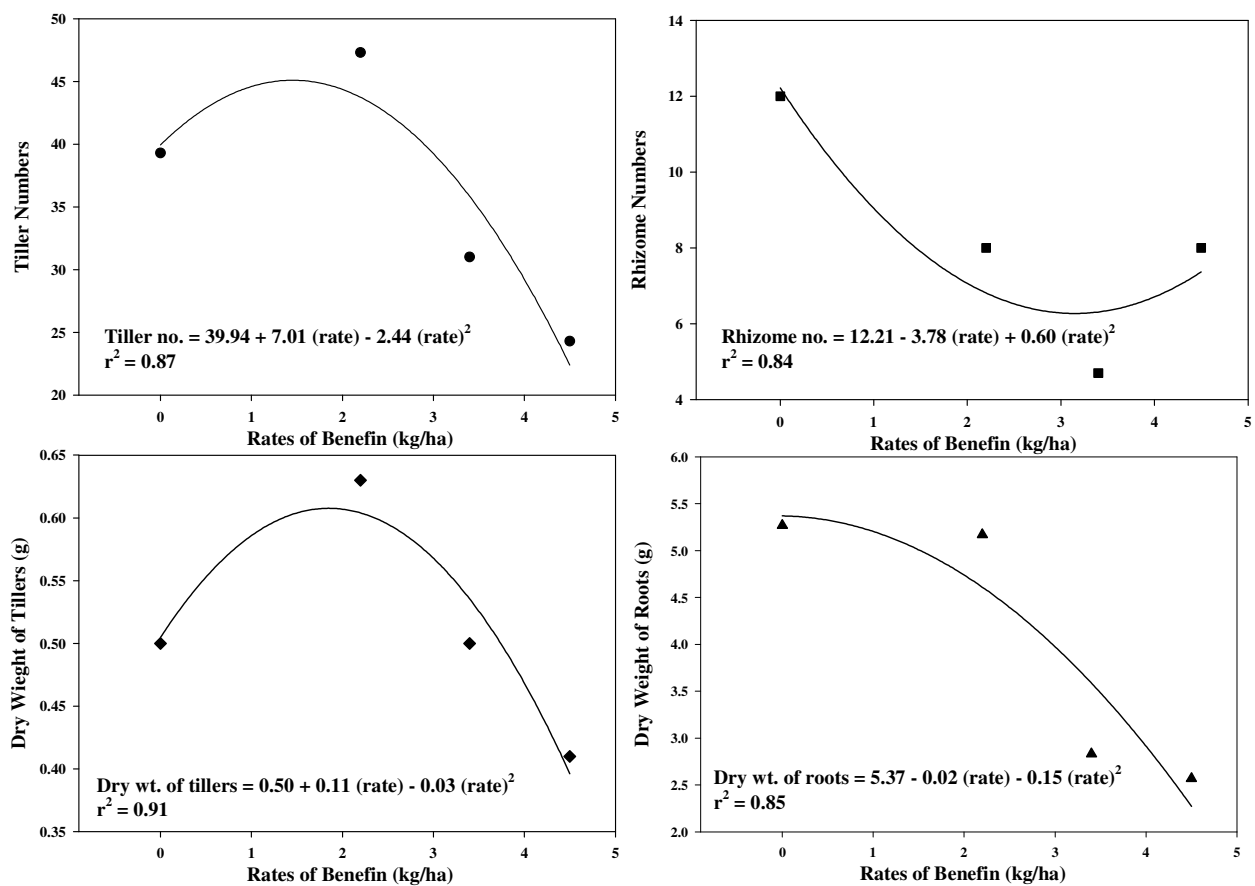 50
45
40
35
30
25
20
Tiller Numbers
Tiller no. = 39.94 + 7.01 (rate) - 2.44 (rate)²
r² = 0.87
0 1 2 3 4 5
Rates of Benefin (kg/ha)
14
12
10
8
6
4
Rhizome Numbers
Rhizome no. = 12.21 - 3.78 (rate) + 0.60 (rate)²
r² = 0.84
0 1 2 3 4 5
Rates of Benefin (kg/ha)
0.65
0.60
0.55
0.50
0.45
0.40
0.35
Dry Wieght of Tillers (g)
Dry wt. of tillers = 0.50 + 0.11 (rate) - 0.03 (rate)²
r² = 0.91
0 1 2 3 4 5
Rates of Benefin (kg/ha)
6.0
5.5
5.0
4.5
4.0
3.5
3.0
2.5
2.0
Dry Weight of Roots (g)
Dry wt. of roots = 5.37 - 0.02 (rate) - 0.15 (rate)²
r² = 0.85
0 1 2 3 4 5
Rates of Benefin (kg/ha)